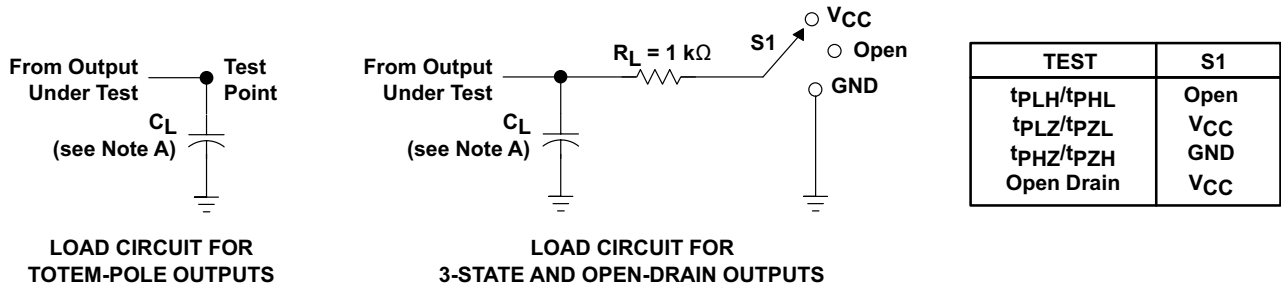 From Output
Under Test
Test
Point
CL
(see Note A)
LOAD CIRCUIT FOR
TOTEM-POLE OUTPUTS
From Output
Under Test
RL = 1 kΩ
S1
VCC
Open
GND
CL
(see Note A)
LOAD CIRCUIT FOR
3-STATE AND OPEN-DRAIN OUTPUTS
TEST S1
tPLH/tPHL Open
tPLZ/tPZL VCC
tPHZ/tPZH GND
Open Drain VCC